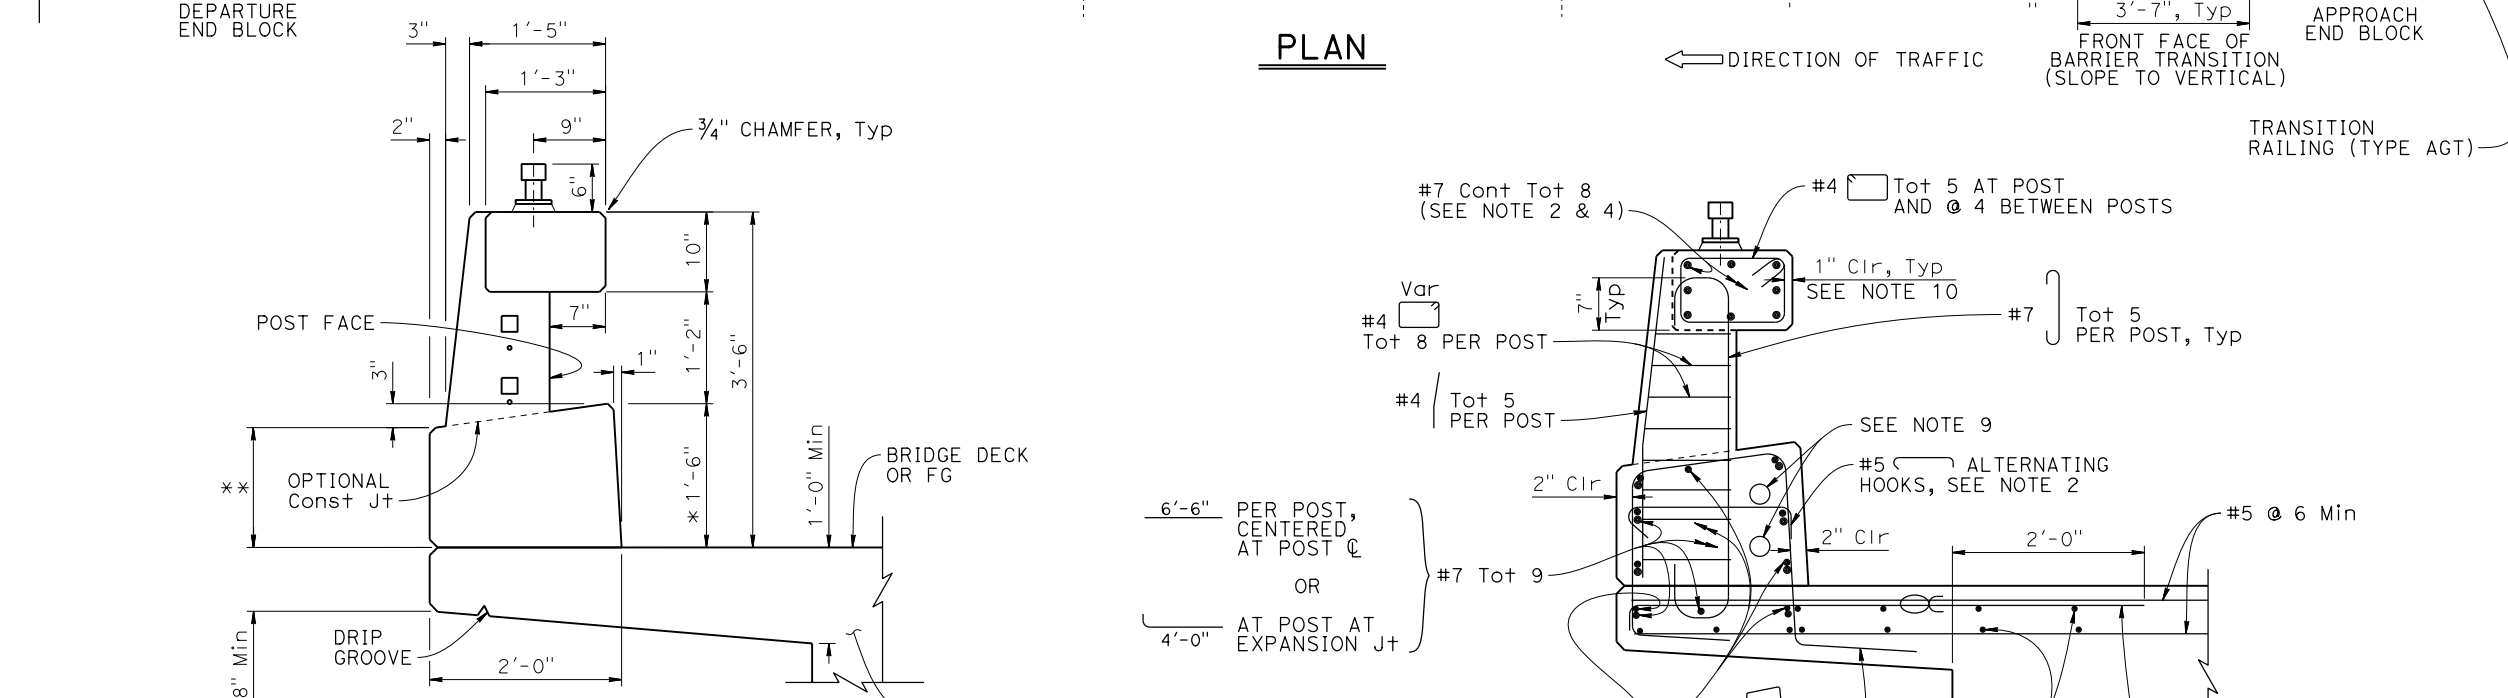 DEPARTURE
END BLOCK
3"
1'-5"
1'-3"
2"
9"
¾" CHAMFER, Typ
6"
10"
POST FACE
7"
1'-2"
3'-6"
1"
3"
**
OPTIONAL
Const Jt
*1'-6"
1'-0" Min
BRIDGE DECK
OR FG
DRIP
GROOVE
8" Min
2'-0"
PLAN
DIRECTION OF TRAFFIC
3'-7", Typ
FRONT FACE OF
BARRIER TRANSITION
(SLOPE TO VERTICAL)
APPROACH
END BLOCK
TRANSITION
RAILING (TYPE AGT)
#7 Cont Tot 8
(SEE NOTE 2 & 4)
#4 Tot 5 AT POST
AND @ 4 BETWEEN POSTS
1" Clr, Typ
SEE NOTE 10
7"
Typ
Var
#4
Tot 8 PER POST
#7 Tot 5
PER POST, Typ
#4 Tot 5
PER POST
SEE NOTE 9
#5 ALTERNATING
HOOKS, SEE NOTE 2
2" Clr
#5 @ 6 Min
2" Clr
2'-0"
6'-6" PER POST,
CENTERED
AT POST ℄
OR
#7 Tot 9
4'-0" AT POST AT
EXPANSION Jt